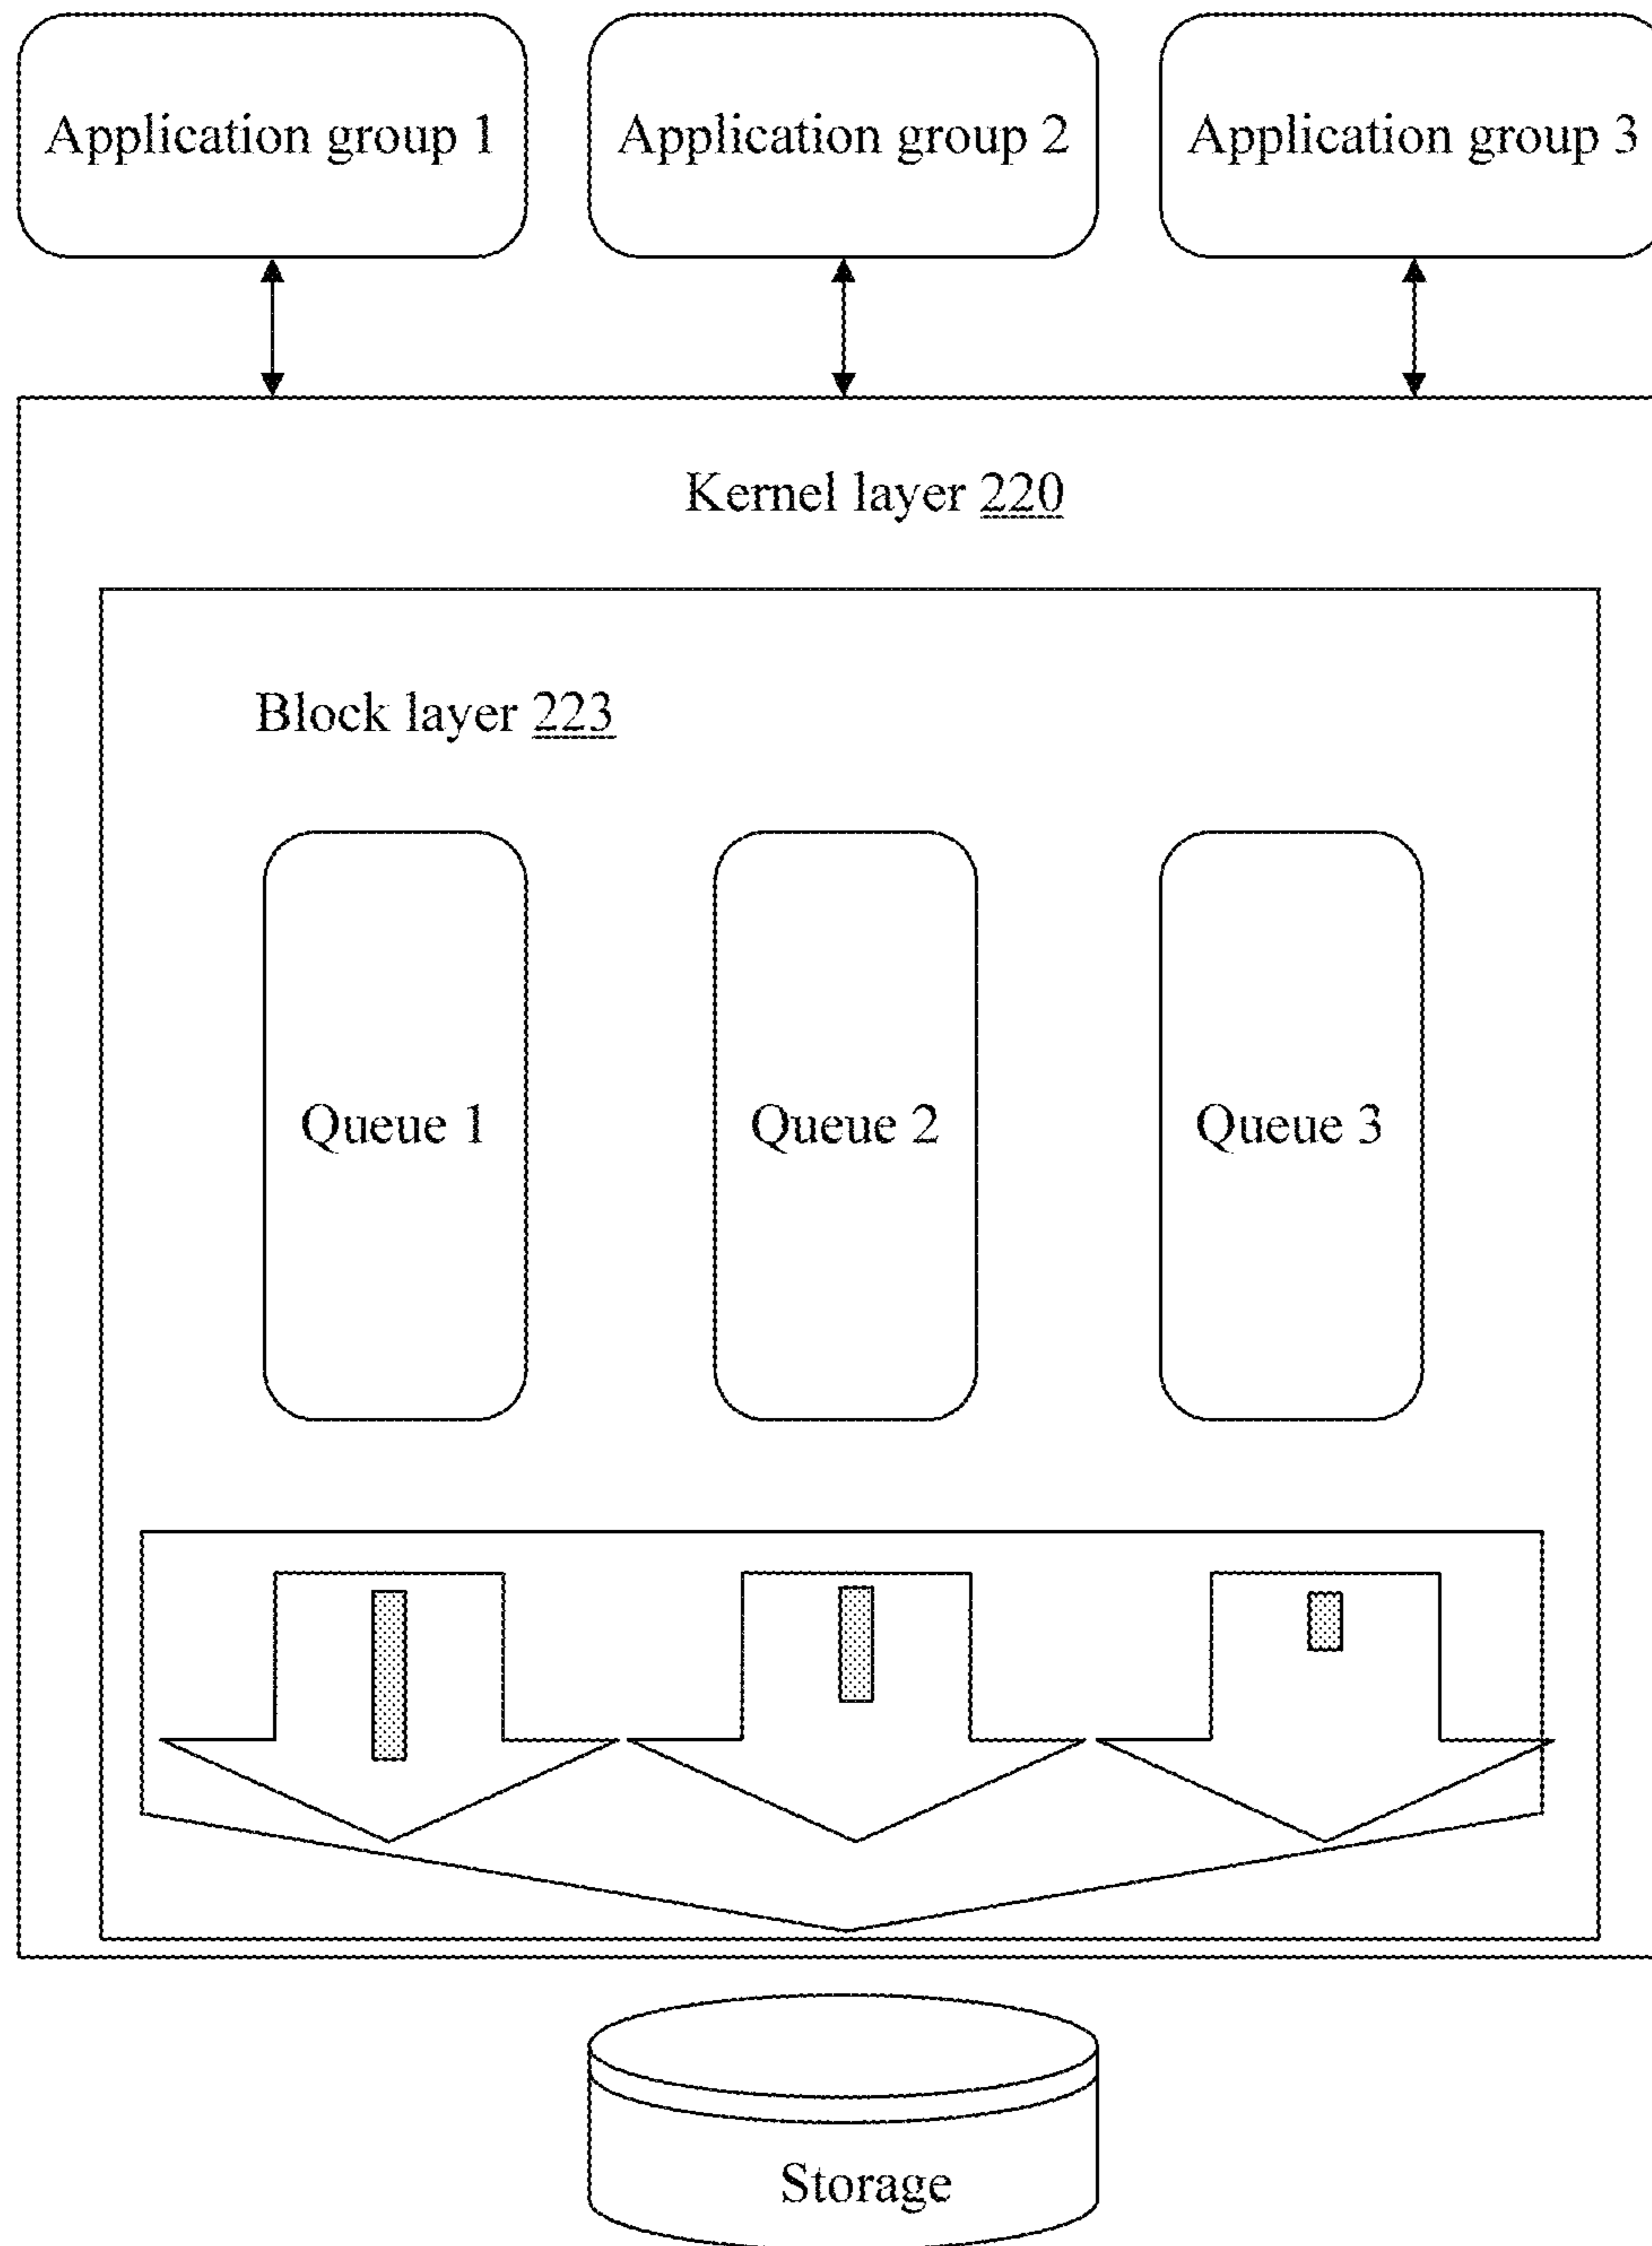 Application group 1
Application group 2
Application group 3
Kernel layer 220
Block layer 223
Queue 1
Queue 2
Queue 3
Storage